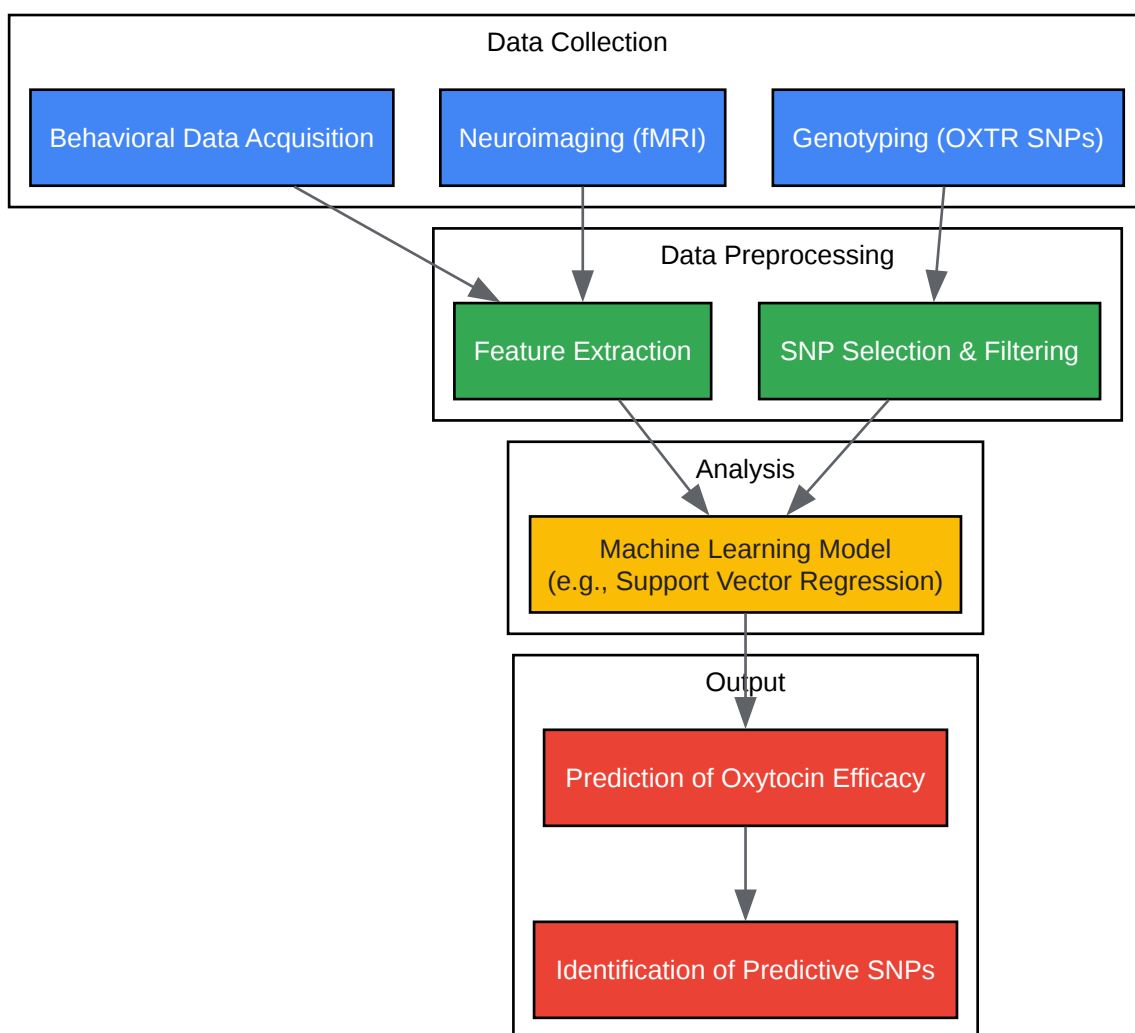 Data Collection
Behavioral Data Acquisition
Neuroimaging (fMRI)
Genotyping (OXTR SNPs)
Data Preprocessing
Feature Extraction
SNP Selection & Filtering
Analysis
Machine Learning Model
(e.g., Support Vector Regression)
Output
Prediction of Oxytocin Efficacy
Identification of Predictive SNPs